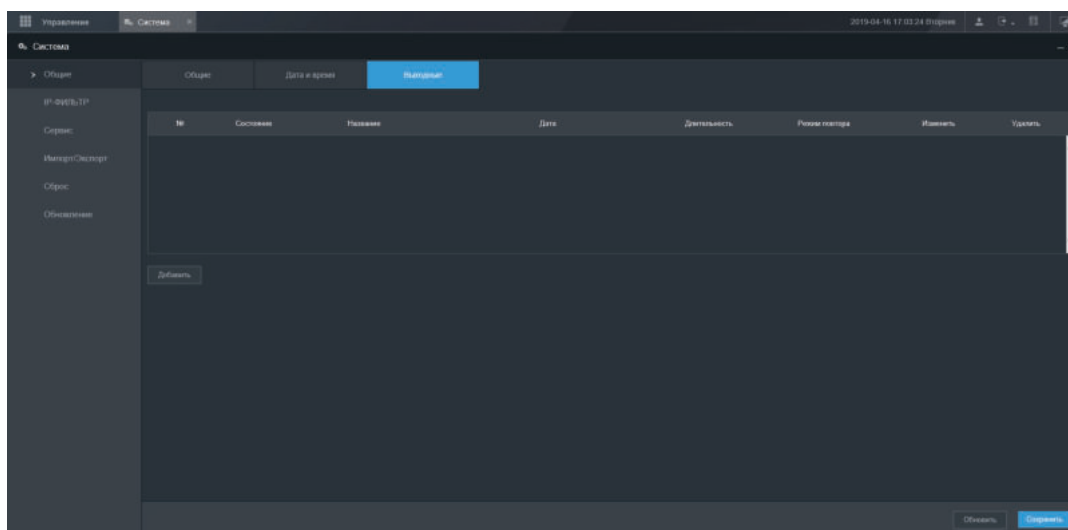 Управление Система 2019-04-16 17:03:24 Вторник
Система
Общие Общие Дата и время Выходные
IP-ФИЛЬТР
№ Состояние Название Дата Длительность Режим повтора Изменить Удалить
Сервис
Импорт/Экспорт
Сброс
Обновление
Добавить
Обновить Сохранить